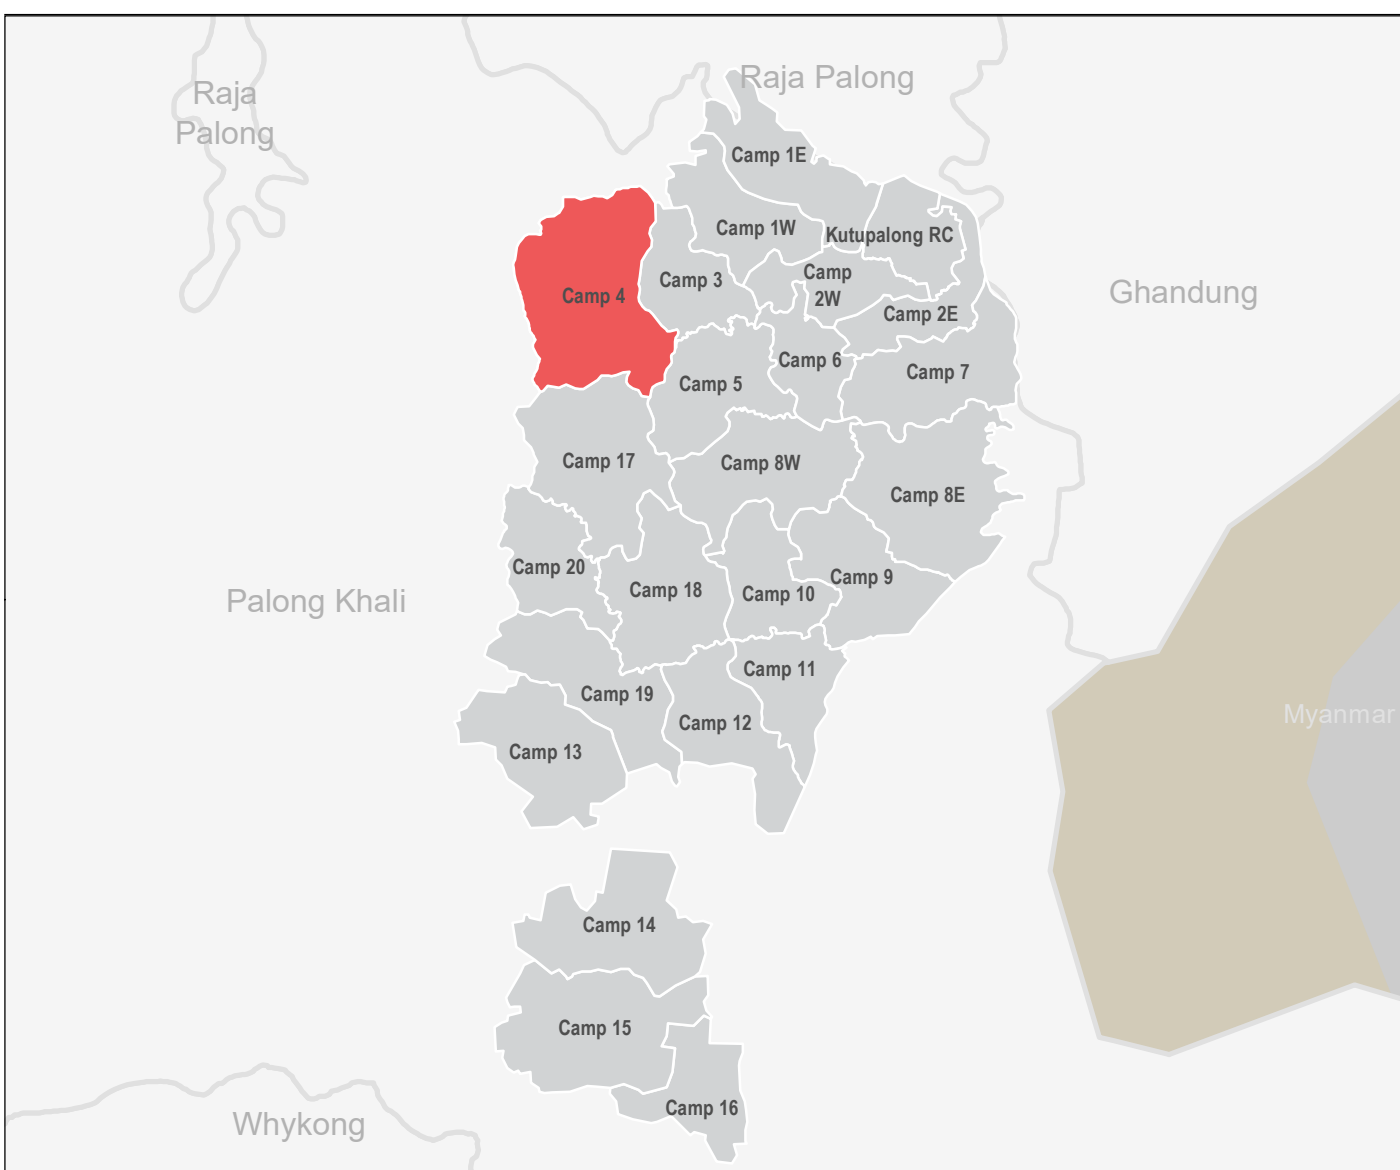 Raja Palong
Raja
Palong
Camp 1E
Camp 1W
Kutupalong RC
Camp 3
Camp
2W
Camp 4
Ghandung
Camp 2E
Camp 6
Camp 7
Camp 5
Camp 17
Camp 8W
Camp 8E
Camp 20
Camp 9
Camp 18
Camp 10
Palong Khali
Camp 11
Camp 19
Camp 12
Myanmar
Camp 13
Camp 14
Camp 15
Camp 16
Whykong